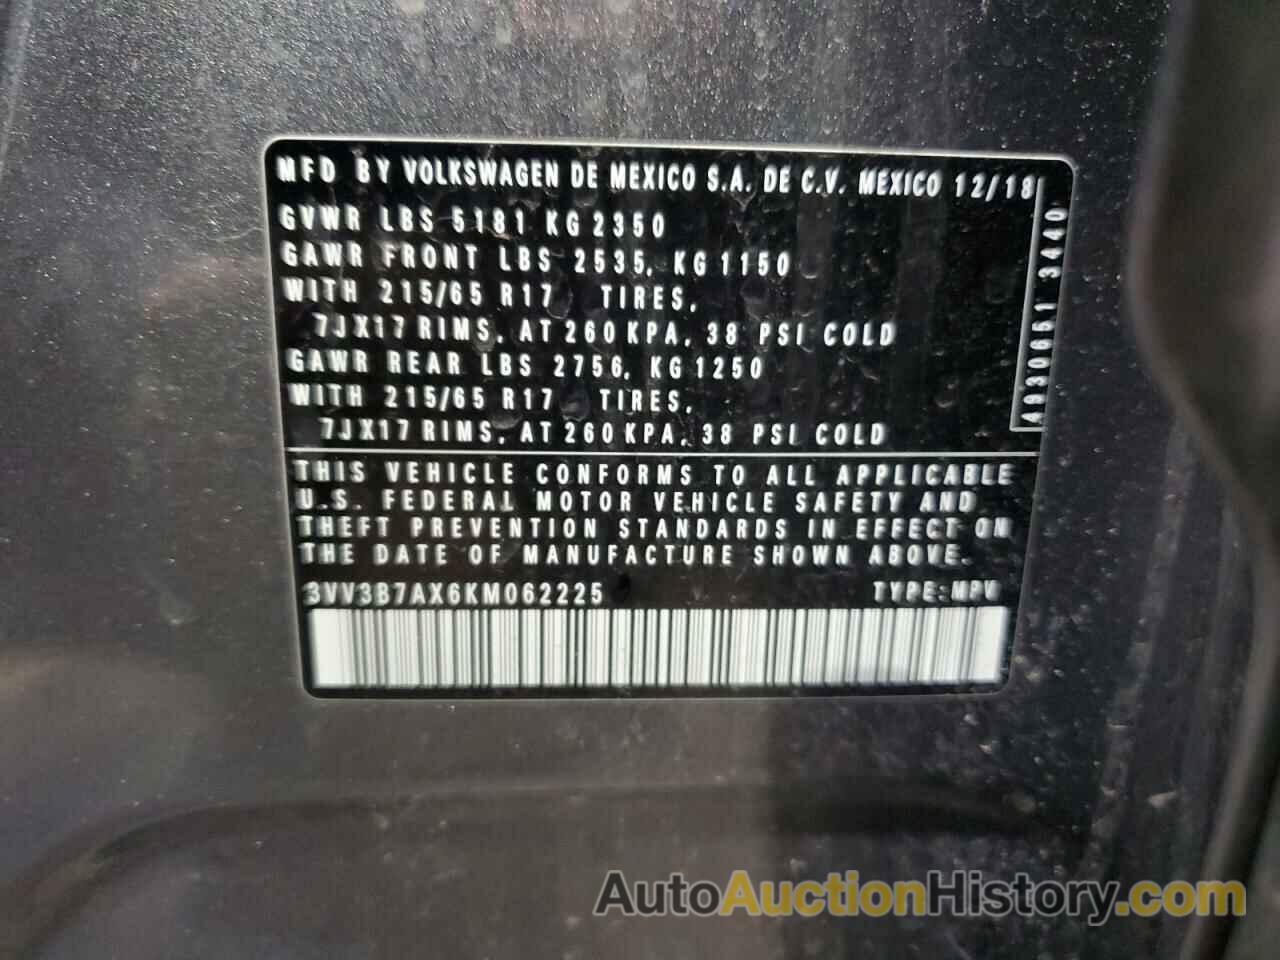 MFD BY VOLKSWAGEN DE MEXICO S.A. DE C.V. MEXICO 12/18
GVWR LBS 5181 KG 2350
GAWR FRONT LBS 2535, KG 1150
WITH 215/65 R17 TIRES,
7JX17 RIMS, AT 260 KPA, 38 PSI COLD
GAWR REAR LBS 2756, KG 1250
WITH 215/65 R17 TIRES,
7JX17 RIMS, AT 260 KPA, 38 PSI COLD
4930661 3440
THIS VEHICLE CONFORMS TO ALL APPLICABLE
U.S. FEDERAL MOTOR VEHICLE SAFETY AND
THEFT PREVENTION STANDARDS IN EFFECT ON
THE DATE OF MANUFACTURE SHOWN ABOVE.
3VV3B7AX6KM062225 TYPE: MPV
AutoAuctionHistory.com